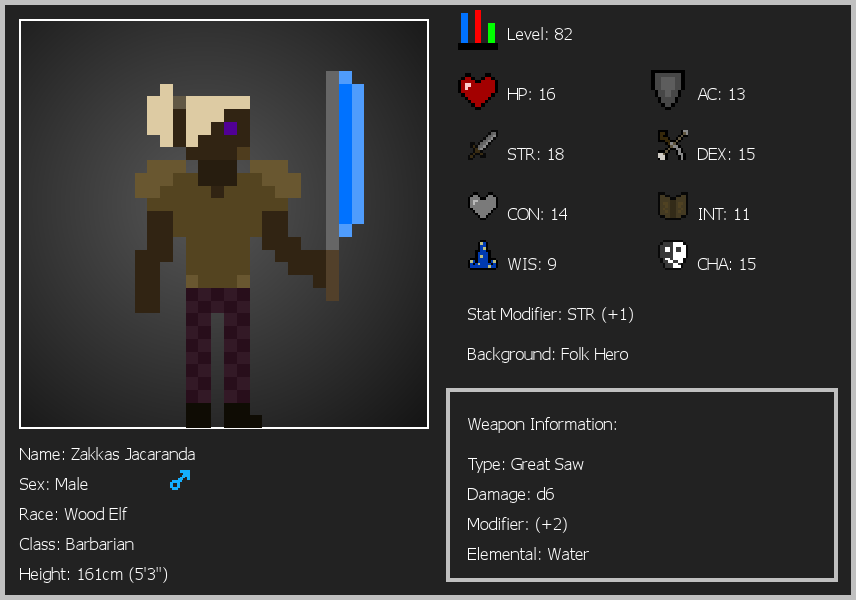 Level: 82
HP: 16
AC: 13
STR: 18
DEX: 15
CON: 14
INT: 11
WIS: 9
CHA: 15
Stat Modifier: STR (+1)
Background: Folk Hero
Weapon Information:
Type: Great Saw
Damage: d6
Modifier: (+2)
Elemental: Water
Name: Zakkas Jacaranda
Sex: Male
Race: Wood Elf
Class: Barbarian
Height: 161cm (5'3")